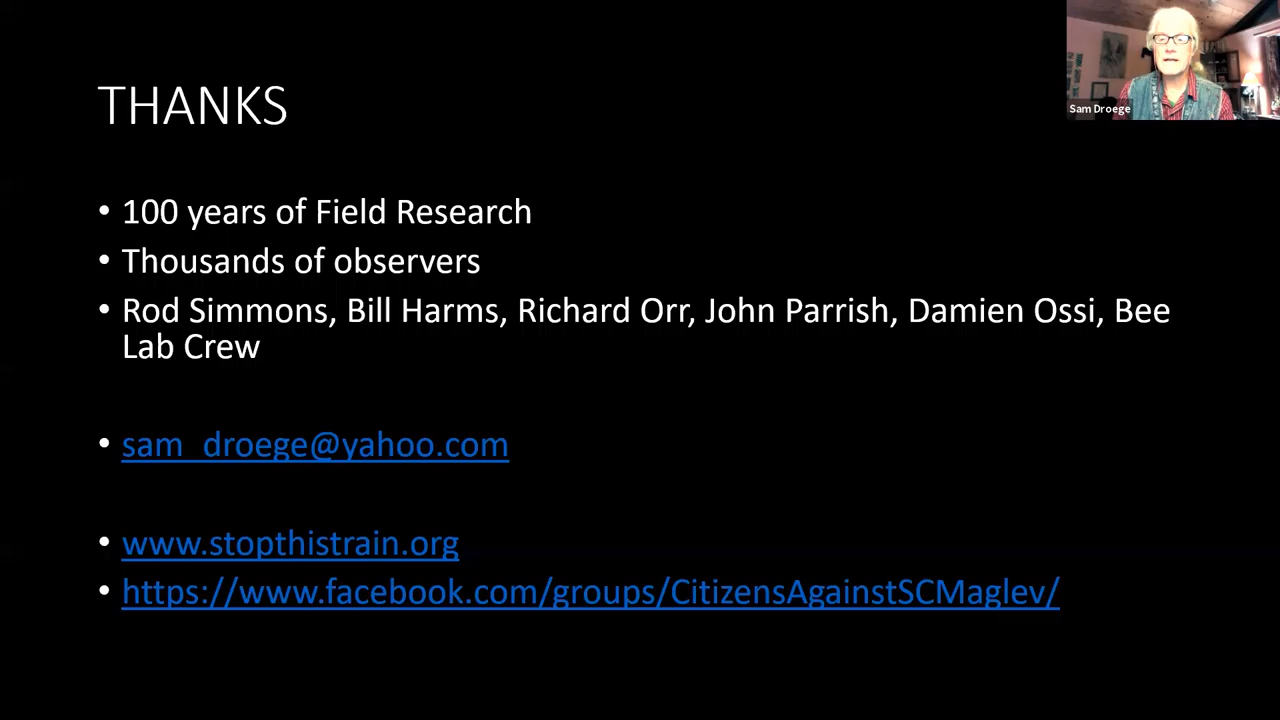 Sam Droege
THANKS
• 100 years of Field Research
• Thousands of observers
• Rod Simmons, Bill Harms, Richard Orr, John Parrish, Damien Ossi, Bee
Lab Crew
• sam_droege@yahoo.com
• www.stopthistrain.org
• https://www.facebook.com/groups/CitizensAgainstSCMaglev/